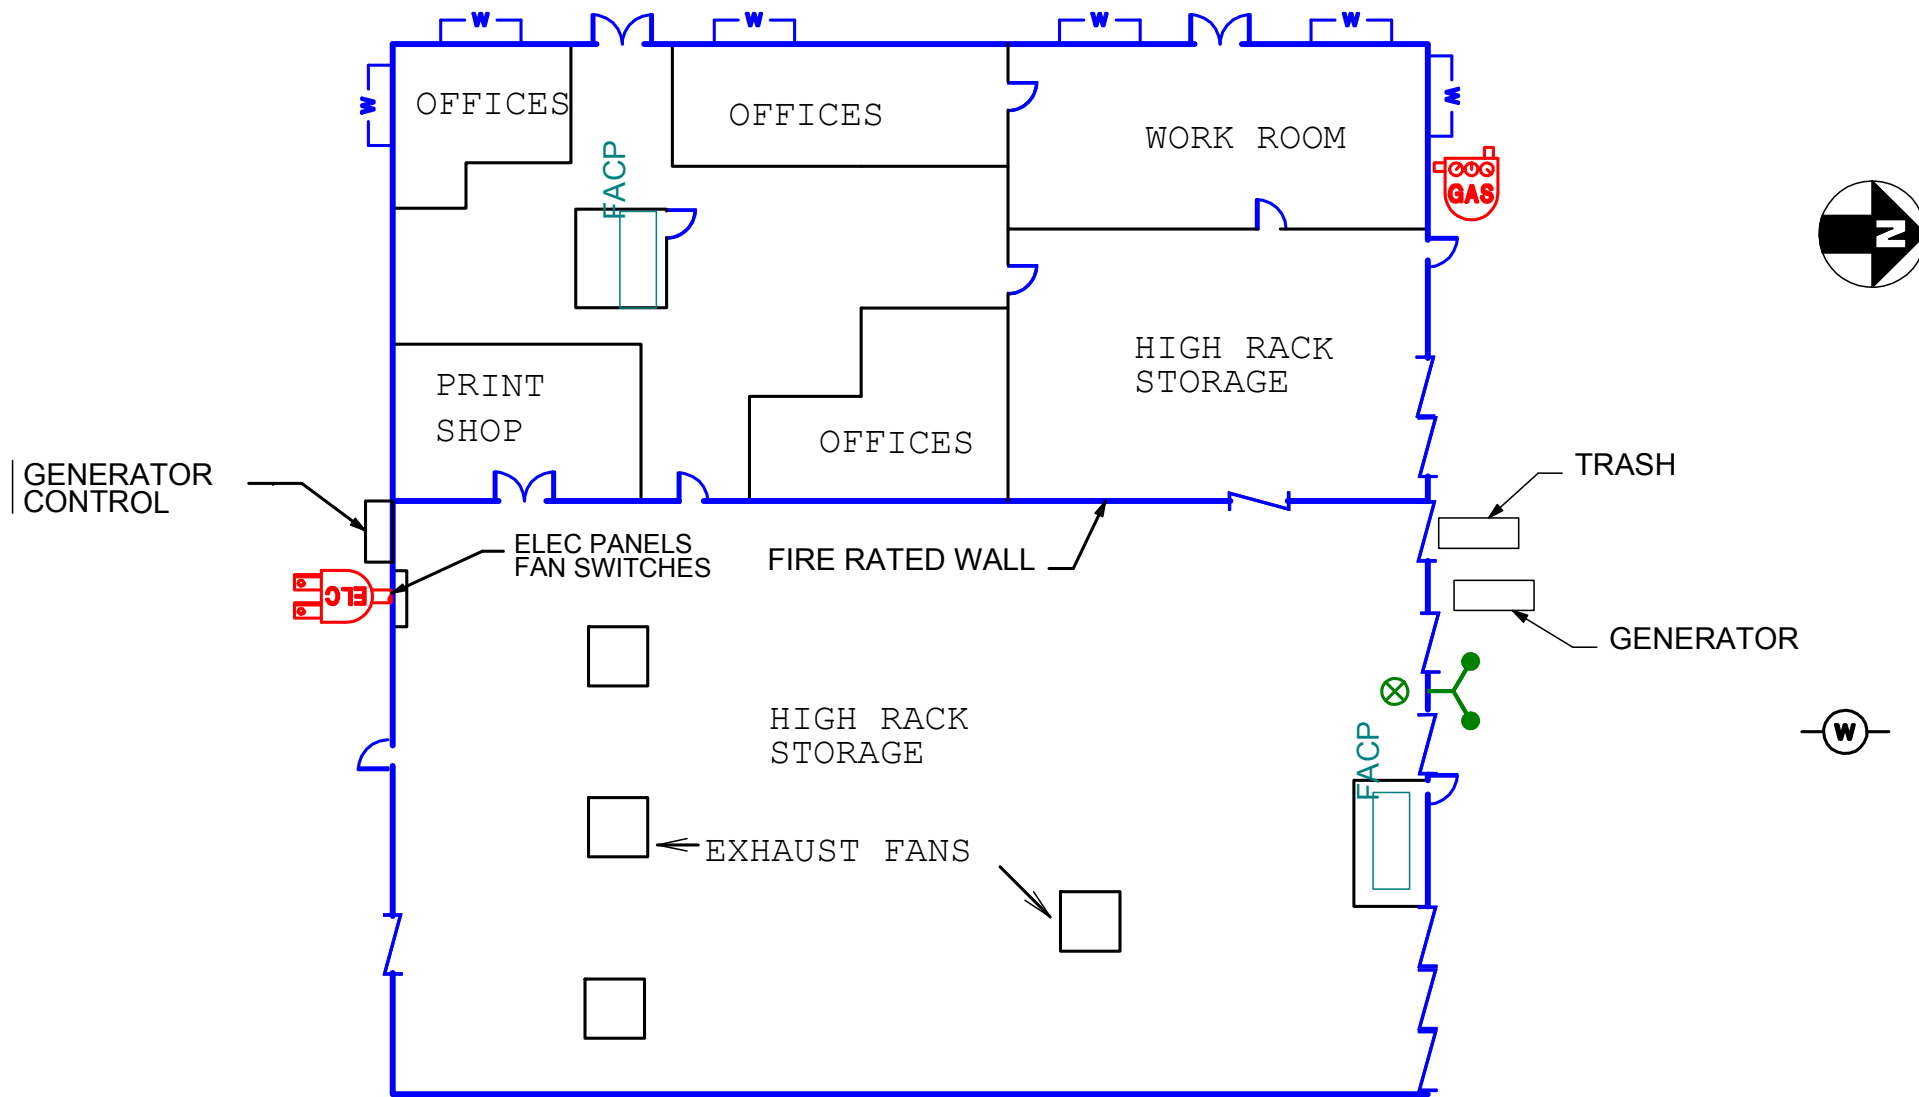 W
W
W
W
W
W
OFFICES
OFFICES
WORK ROOM
FACP
GAS
N
HIGH RACK
STORAGE
PRINT
SHOP
OFFICES
GENERATOR
CONTROL
TRASH
ELEC PANELS
FAN SWITCHES
FIRE RATED WALL
ELC
GENERATOR
HIGH RACK
STORAGE
W
FACP
EXHAUST FANS